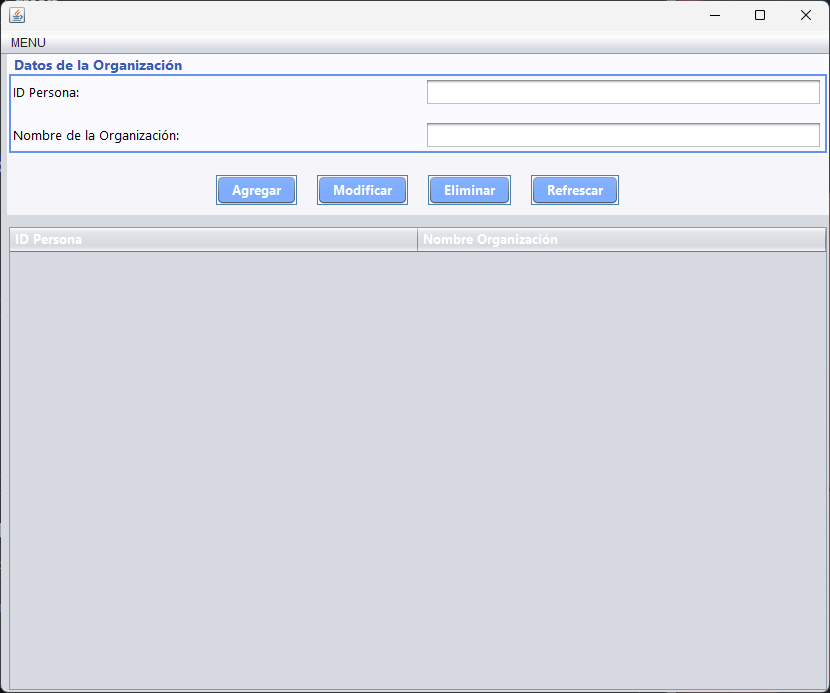 MENU
Datos de la Organización
ID Persona:
Nombre de la Organización:
Agregar Modificar Eliminar Refrescar
ID Persona Nombre Organización